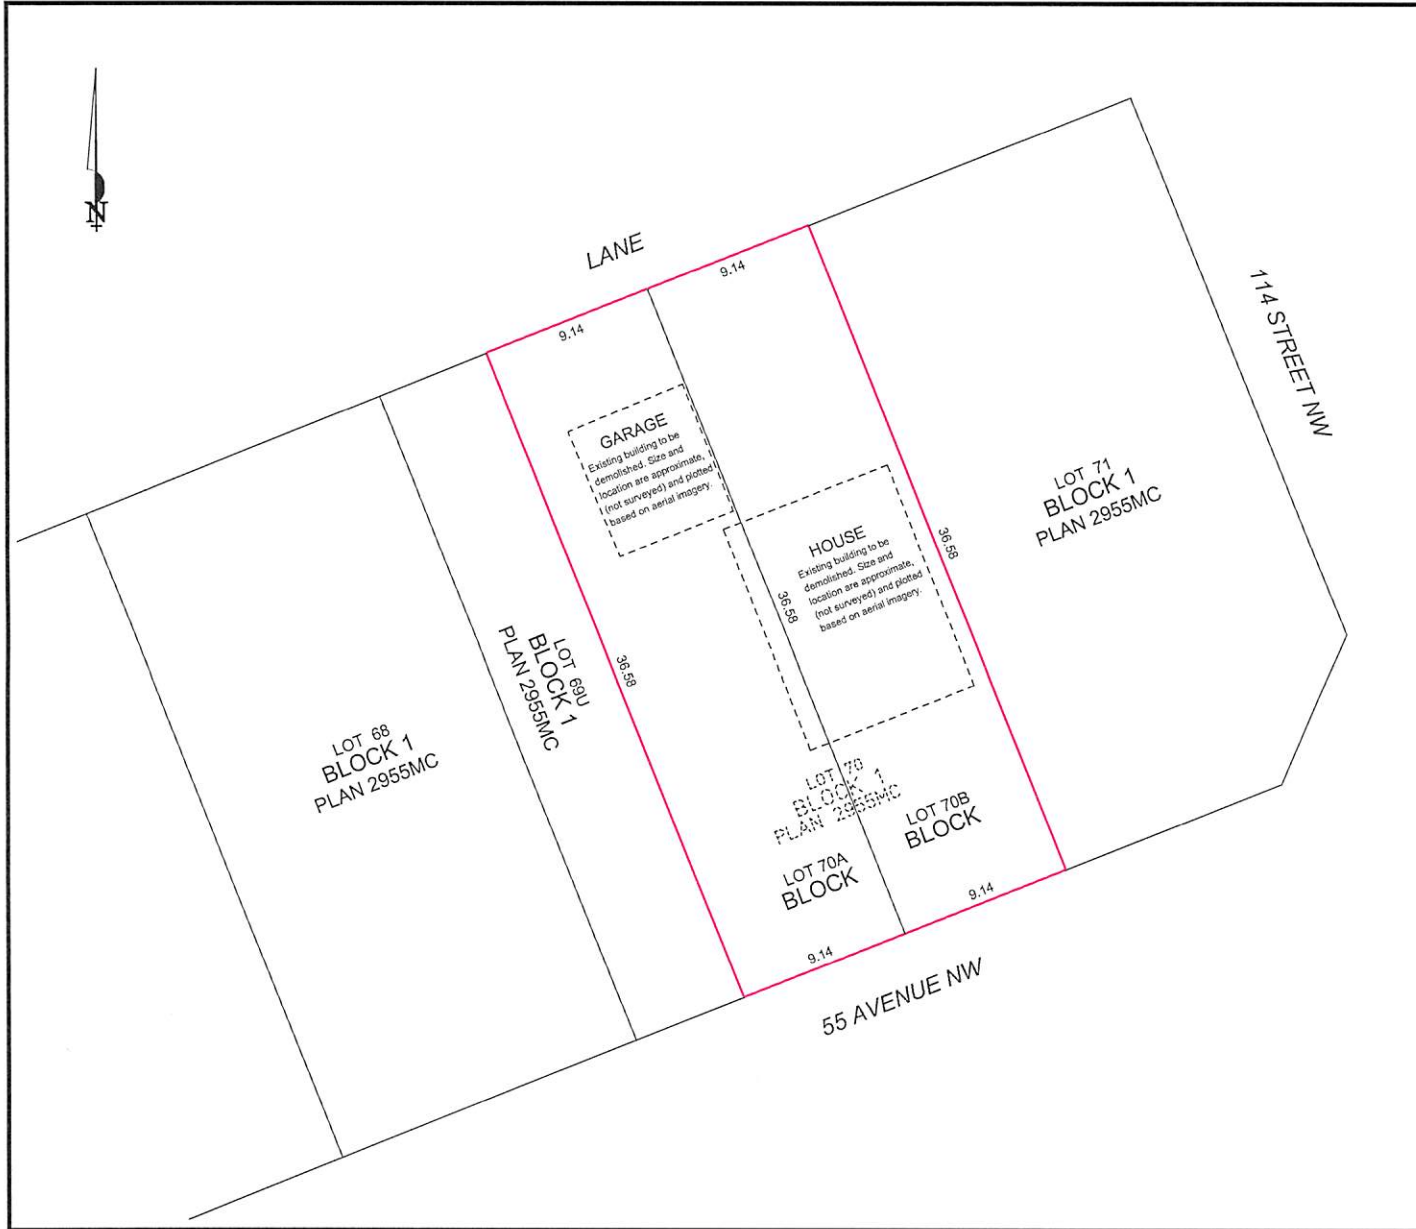 N
LANE
9.14
9.14
114 STREET NW
GARAGE
Existing building to be
demolished. Size and
location are approximate,
(not surveyed) and plotted
based on aerial imagery.
HOUSE
Existing building to be
demolished. Size and
location are approximate,
(not surveyed) and plotted
based on aerial imagery.
36.58
36.58
36.58
LOT 71
BLOCK 1
PLAN 2955MC
LOT 69U
BLOCK 1
PLAN 2955MC
LOT 68
BLOCK 1
PLAN 2955MC
LOT 70
BLOCK 1
PLAN 2955MC
LOT 70B
BLOCK
LOT 70A
BLOCK
9.14
9.14
55 AVENUE NW